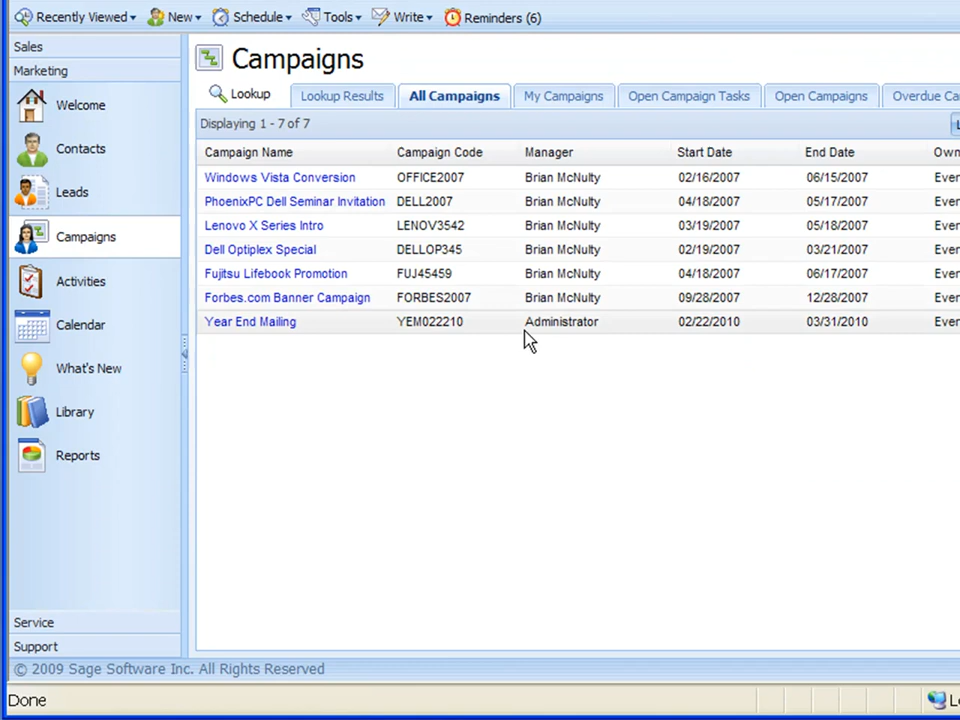 Recently Viewed New Schedule Tools Write Reminders (6)
Sales
Marketing
Welcome
Contacts
Leads
Campaigns
Activities
Calendar
What's New
Library
Reports
Service
Support
Campaigns
Lookup Lookup Results All Campaigns My Campaigns Open Campaign Tasks Open Campaigns Overdue Ca
Displaying 1 - 7 of 7
Campaign Name Campaign Code Manager Start Date End Date Own
Windows Vista Conversion OFFICE2007 Brian McNulty 02/16/2007 06/15/2007 Ever
PhoenixPC Dell Seminar Invitation DELL2007 Brian McNulty 04/18/2007 05/17/2007 Ever
Lenovo X Series Intro LENOV3542 Brian McNulty 03/19/2007 05/18/2007 Ever
Dell Optiplex Special DELLOP345 Brian McNulty 02/19/2007 03/21/2007 Ever
Fujitsu Lifebook Promotion FUJ45459 Brian McNulty 04/18/2007 06/17/2007 Ever
Forbes.com Banner Campaign FORBES2007 Brian McNulty 09/28/2007 12/28/2007 Ever
Year End Mailing YEM022210 Administrator 02/22/2010 03/31/2010 Ever
© 2009 Sage Software Inc. All Rights Reserved
Done